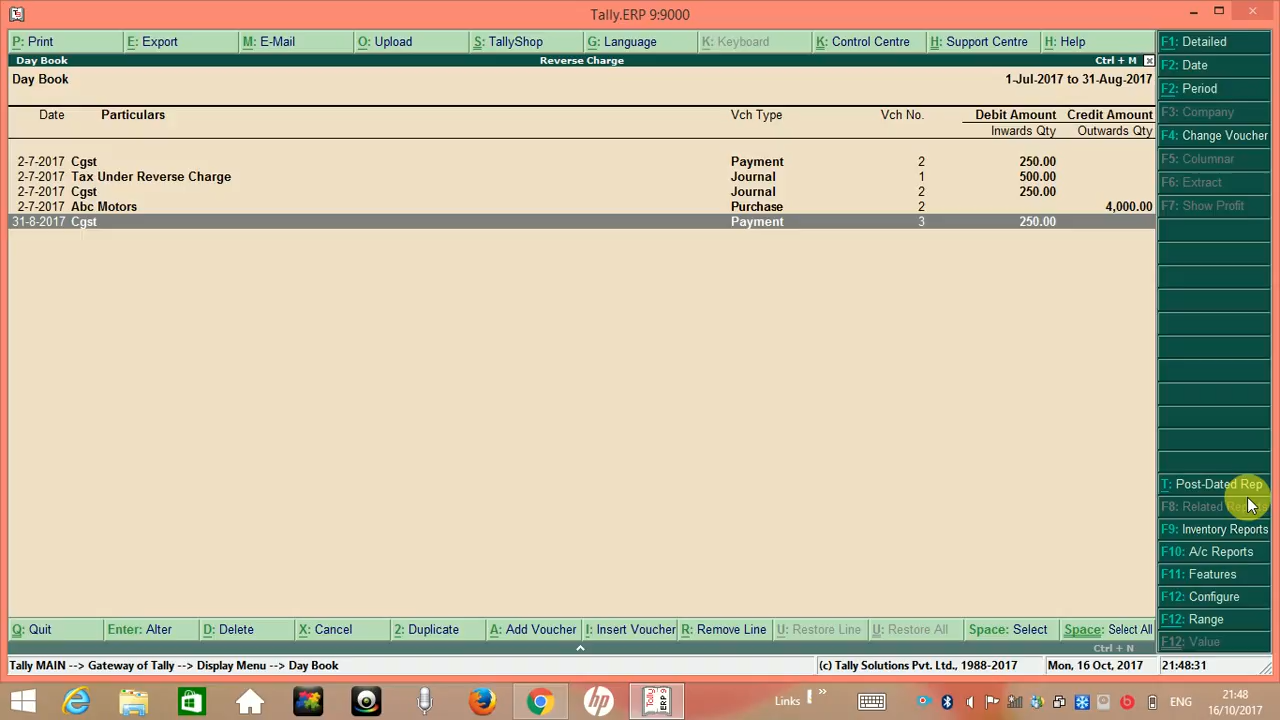 Tally.ERP 9:9000
P: Print E: Export M: E-Mail O: Upload S: TallyShop G: Language K: Keyboard K: Control Centre H: Support Centre H: Help
F1: Detailed
Day Book Reverse Charge Ctrl + M
F2: Date
Day Book 1-Jul-2017 to 31-Aug-2017
F2: Period
Date Particulars Vch Type Vch No. Debit Amount Credit Amount
F3: Company
Inwards Qty Outwards Qty
F4: Change Voucher
2-7-2017 Cgst Payment 2 250.00
F5: Columnar
2-7-2017 Tax Under Reverse Charge Journal 1 500.00
F6: Extract
2-7-2017 Cgst Journal 2 250.00
2-7-2017 Abc Motors Purchase 2 4,000.00
F7: Show Profit
31-8-2017 Cgst Payment 3 250.00
T: Post-Dated Rep
F8: Related Reports
F9: Inventory Reports
F10: A/c Reports
F11: Features
F12: Configure
F12: Range
F12: Value
Q: Quit Enter: Alter D: Delete X: Cancel 2: Duplicate A: Add Voucher I: Insert Voucher R: Remove Line U: Restore Line U: Restore All Space: Select Space: Select All
Ctrl + N
Tally MAIN --> Gateway of Tally --> Display Menu --> Day Book (c) Tally Solutions Pvt. Ltd., 1988-2017 Mon, 16 Oct, 2017 21:48:31
Links ENG 21:48
16/10/2017